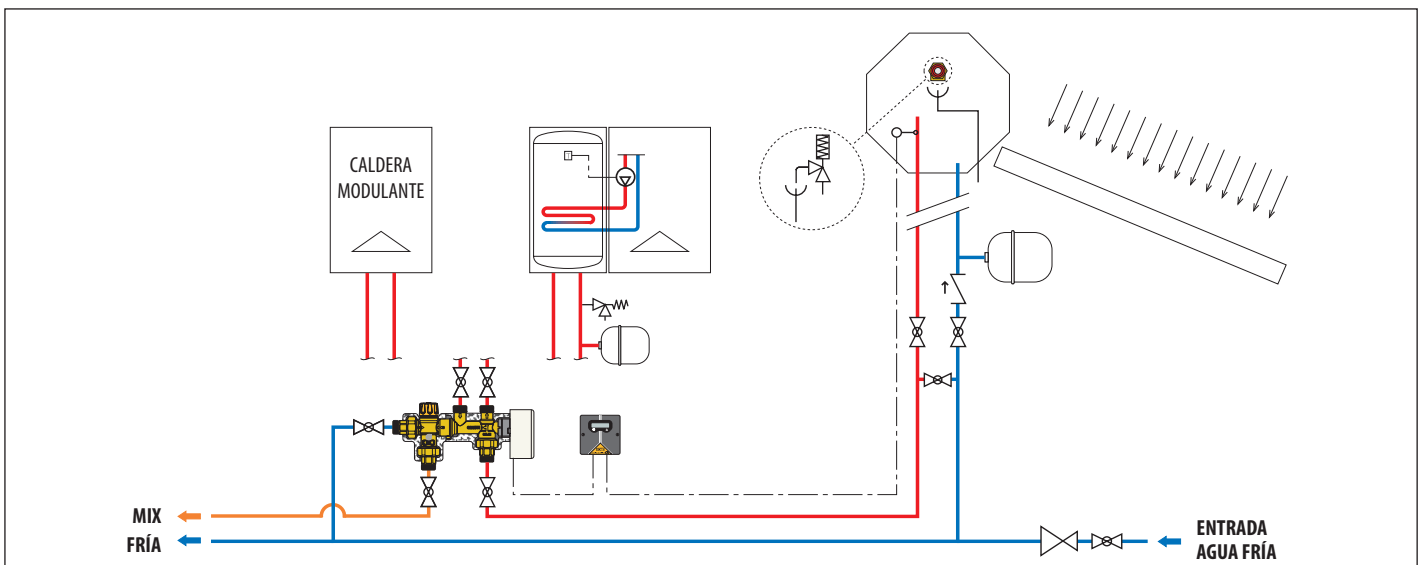 CALDERA
MODULANTE
MIX
FRÍA
ENTRADA
AGUA FRÍA